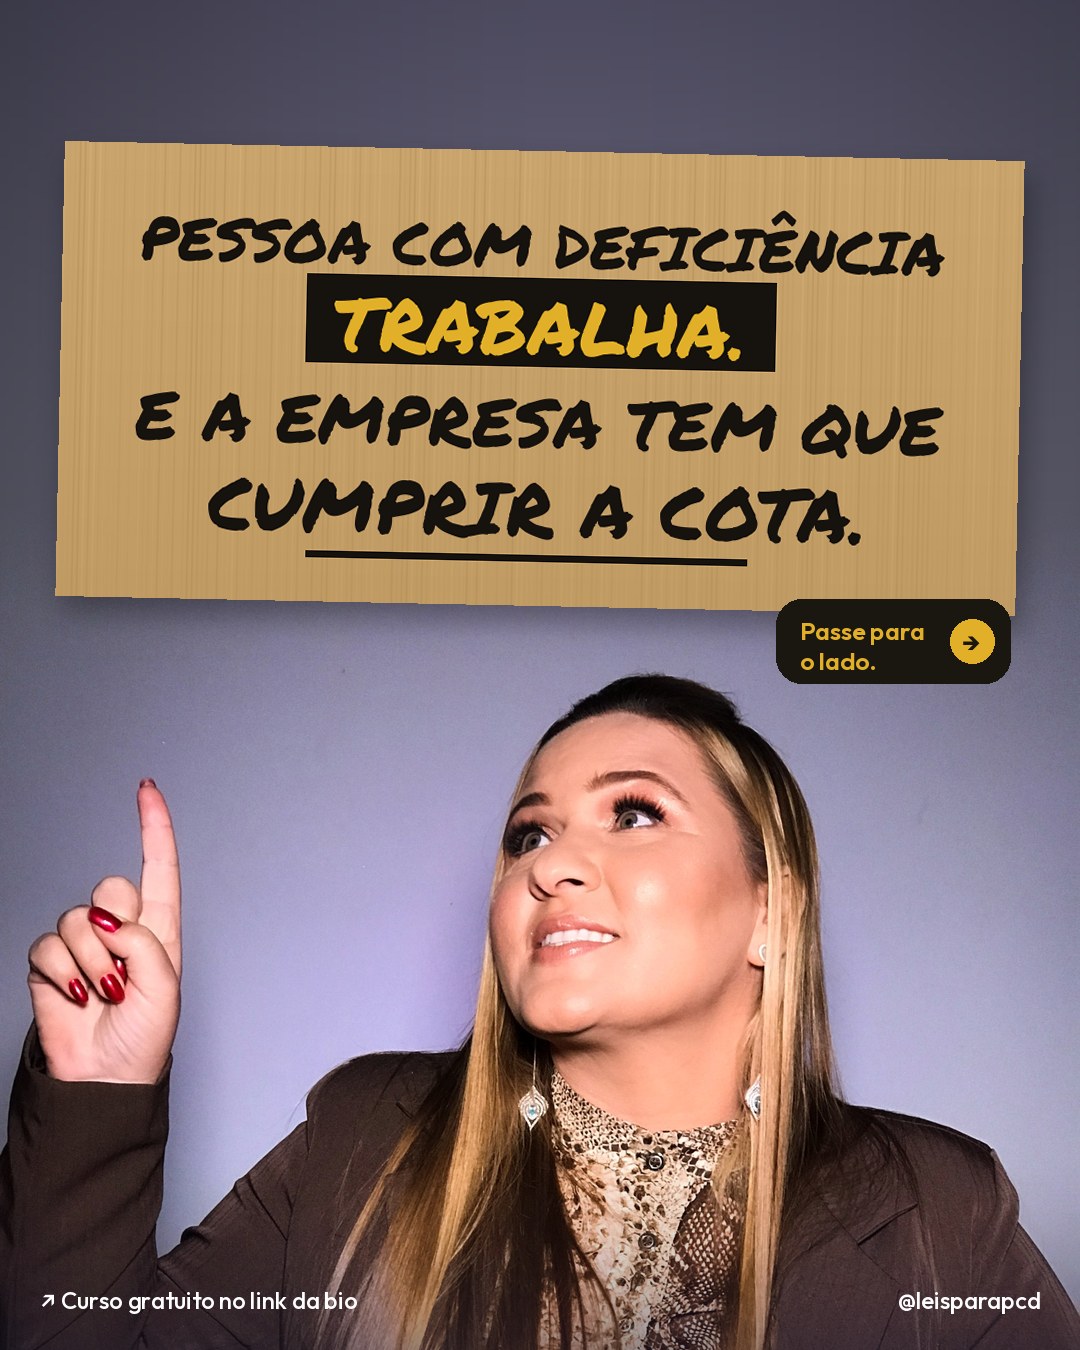 PESSOA COM DEFICIÊNCIA
TRABALHA.
E A EMPRESA TEM QUE
CUMPRIR A COTA.
Passe para
o lado.
↗ Curso gratuito no link da bio
@leisparapcd